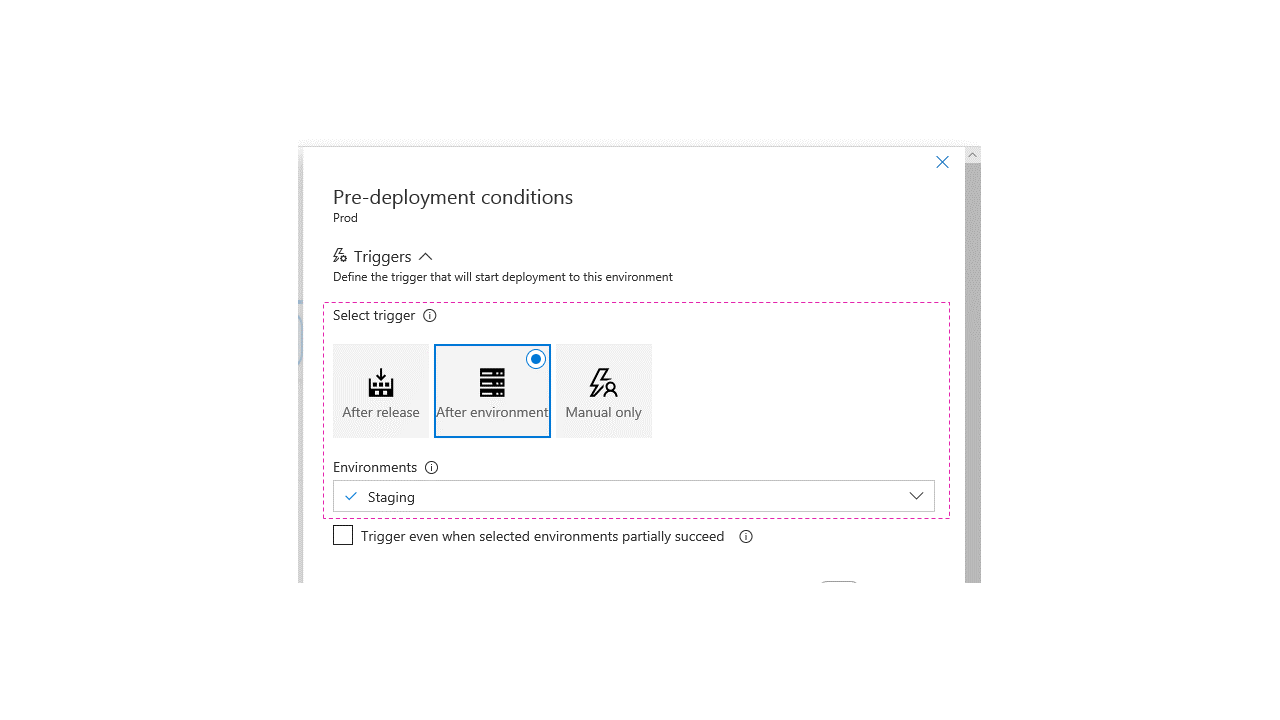 Pre-deployment conditions
Prod
Triggers
Define the trigger that will start deployment to this environment
Select trigger
After release
After environment
Manual only
Environments
Staging
Trigger even when selected environments partially succeed